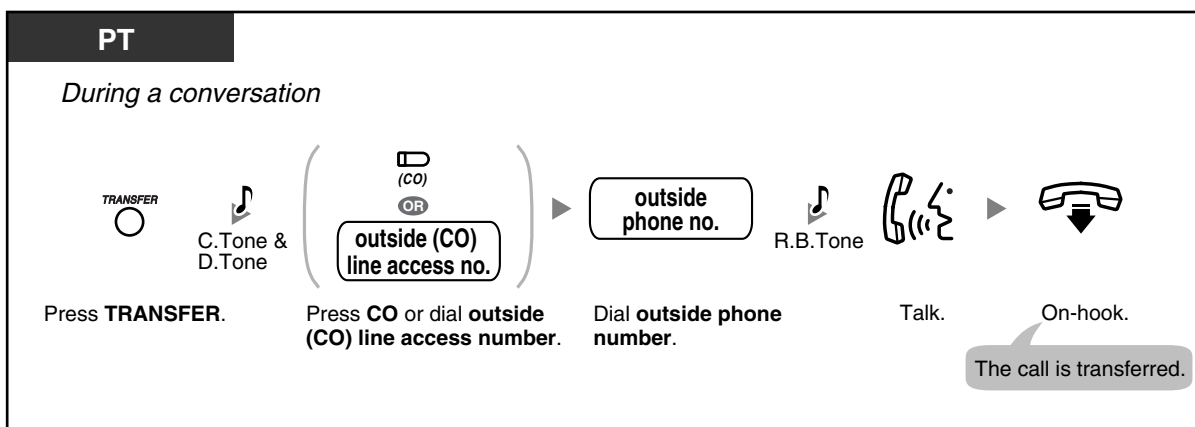 PT
During a conversation
TRANSFER
C.Tone &
D.Tone
(CO)
OR
outside (CO)
line access no.
outside
phone no.
R.B.Tone
Press TRANSFER.
Press CO or dial outside
(CO) line access number.
Dial outside phone
number.
Talk.
On-hook.
The call is transferred.